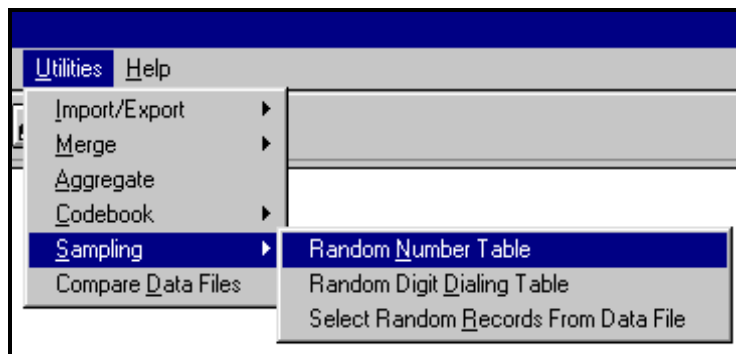 Utilities Help
Import/Export
Merge
Aggregate
Codebook
Sampling
Compare Data Files
Random Number Table
Random Digit Dialing Table
Select Random Records From Data File